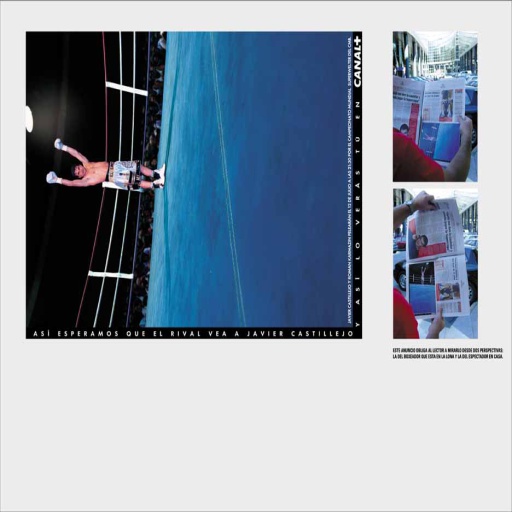 ASÍ ESPERAMOS QUE EL RIVAL VEA A JAVIER CASTILLEJO
Y ASÍ LO VERÁS TÚ EN CANAL+
JAVIER CASTILLEJO Y ROMAN KARMAZIN PELEARÁN EL 12 DE JULIO A LAS 21:30 POR EL CAMPEONATO MUNDIAL SUPERWELTER DEL CMB.
ESTE ANUNCIO OBLIGA AL LECTOR A MIRARLO DESDE DOS PERSPECTIVAS:
LA DEL BOXEADOR QUE ESTÁ EN LA LONA Y LA DEL ESPECTADOR EN CASA.